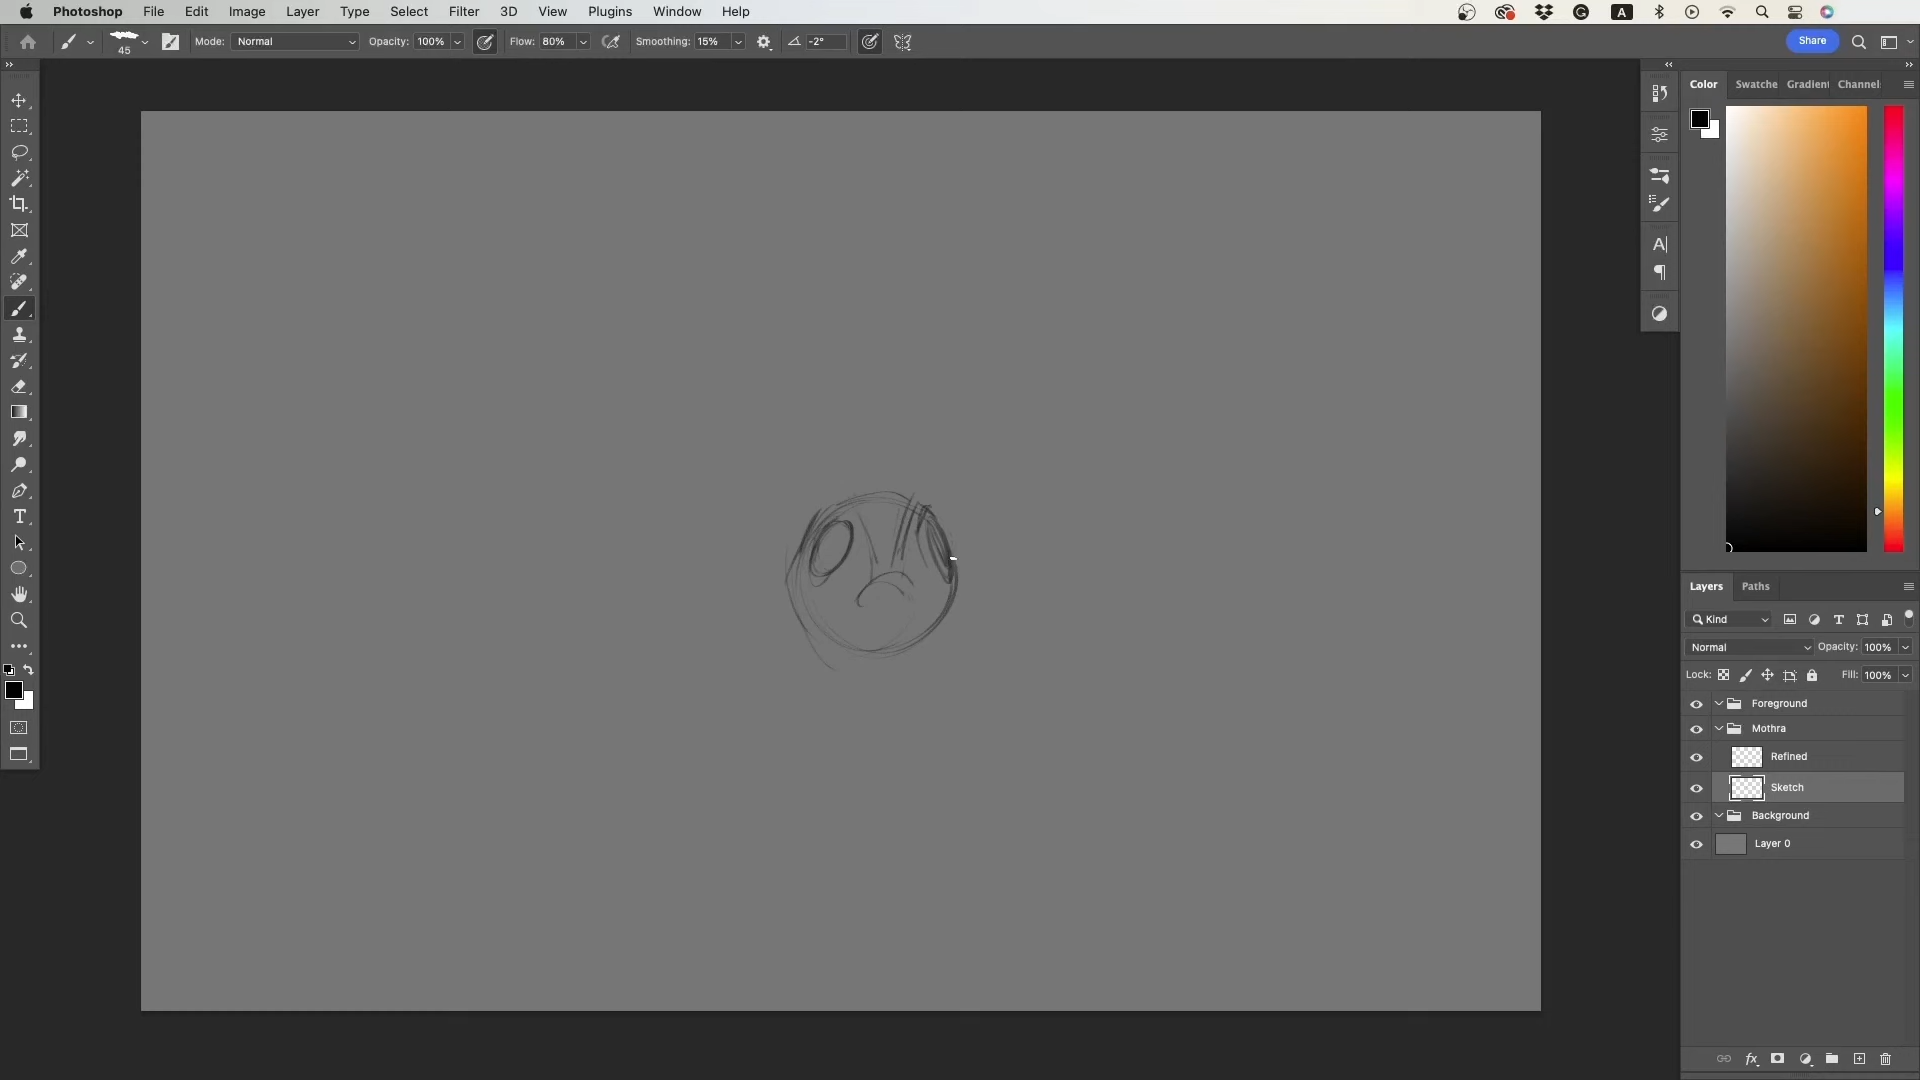 Photoshop File Edit Image Layer Type Select Filter 3D View Plugins Window Help A
45 Mode: Normal Opacity: 100% Flow: 80% Smoothing: 15% -2° Share
Color Swatche Gradien Channel
A
T
Layers Paths
Kind T
Normal Opacity: 100%
Lock: Fill: 100%
Foreground
Mothra
Refined
Sketch
Background
Layer 0
fx